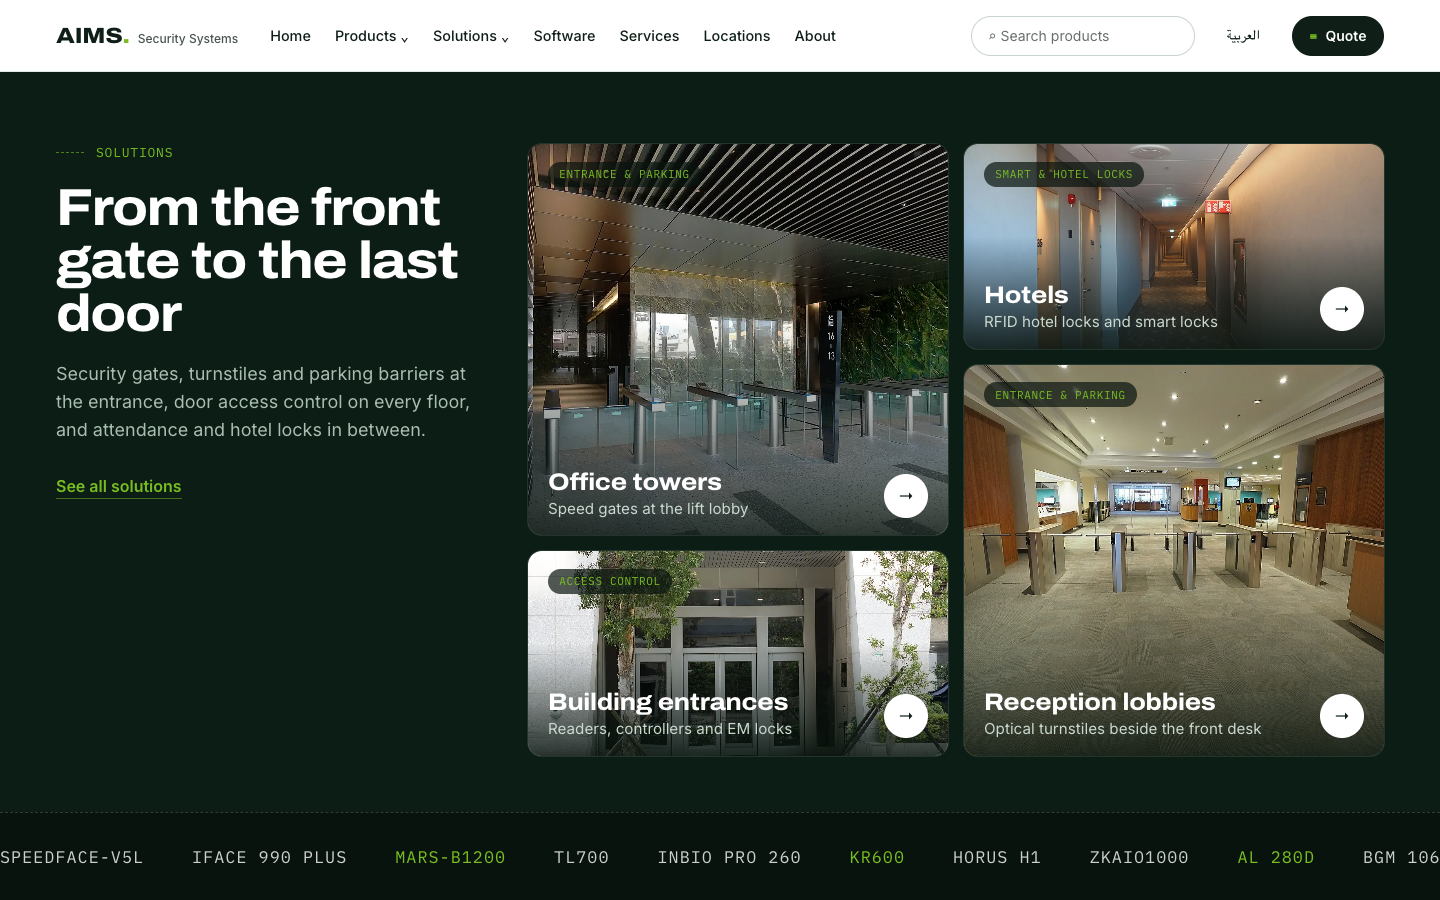 AIMS. Security Systems Home Products Solutions Software Services Locations About Search products العربية Quote
SOLUTIONS
From the front
gate to the last
door
Security gates, turnstiles and parking barriers at
the entrance, door access control on every floor,
and attendance and hotel locks in between.
See all solutions
ENTRANCE & PARKING
Office towers
Speed gates at the lift lobby
SMART & HOTEL LOCKS
Hotels
RFID hotel locks and smart locks
ACCESS CONTROL
Building entrances
Readers, controllers and EM locks
ENTRANCE & PARKING
Reception lobbies
Optical turnstiles beside the front desk
SPEEDFACE-V5L IFACE 990 PLUS MARS-B1200 TL700 INBIO PRO 260 KR600 HORUS H1 ZKAIO1000 AL 280D BGM 106